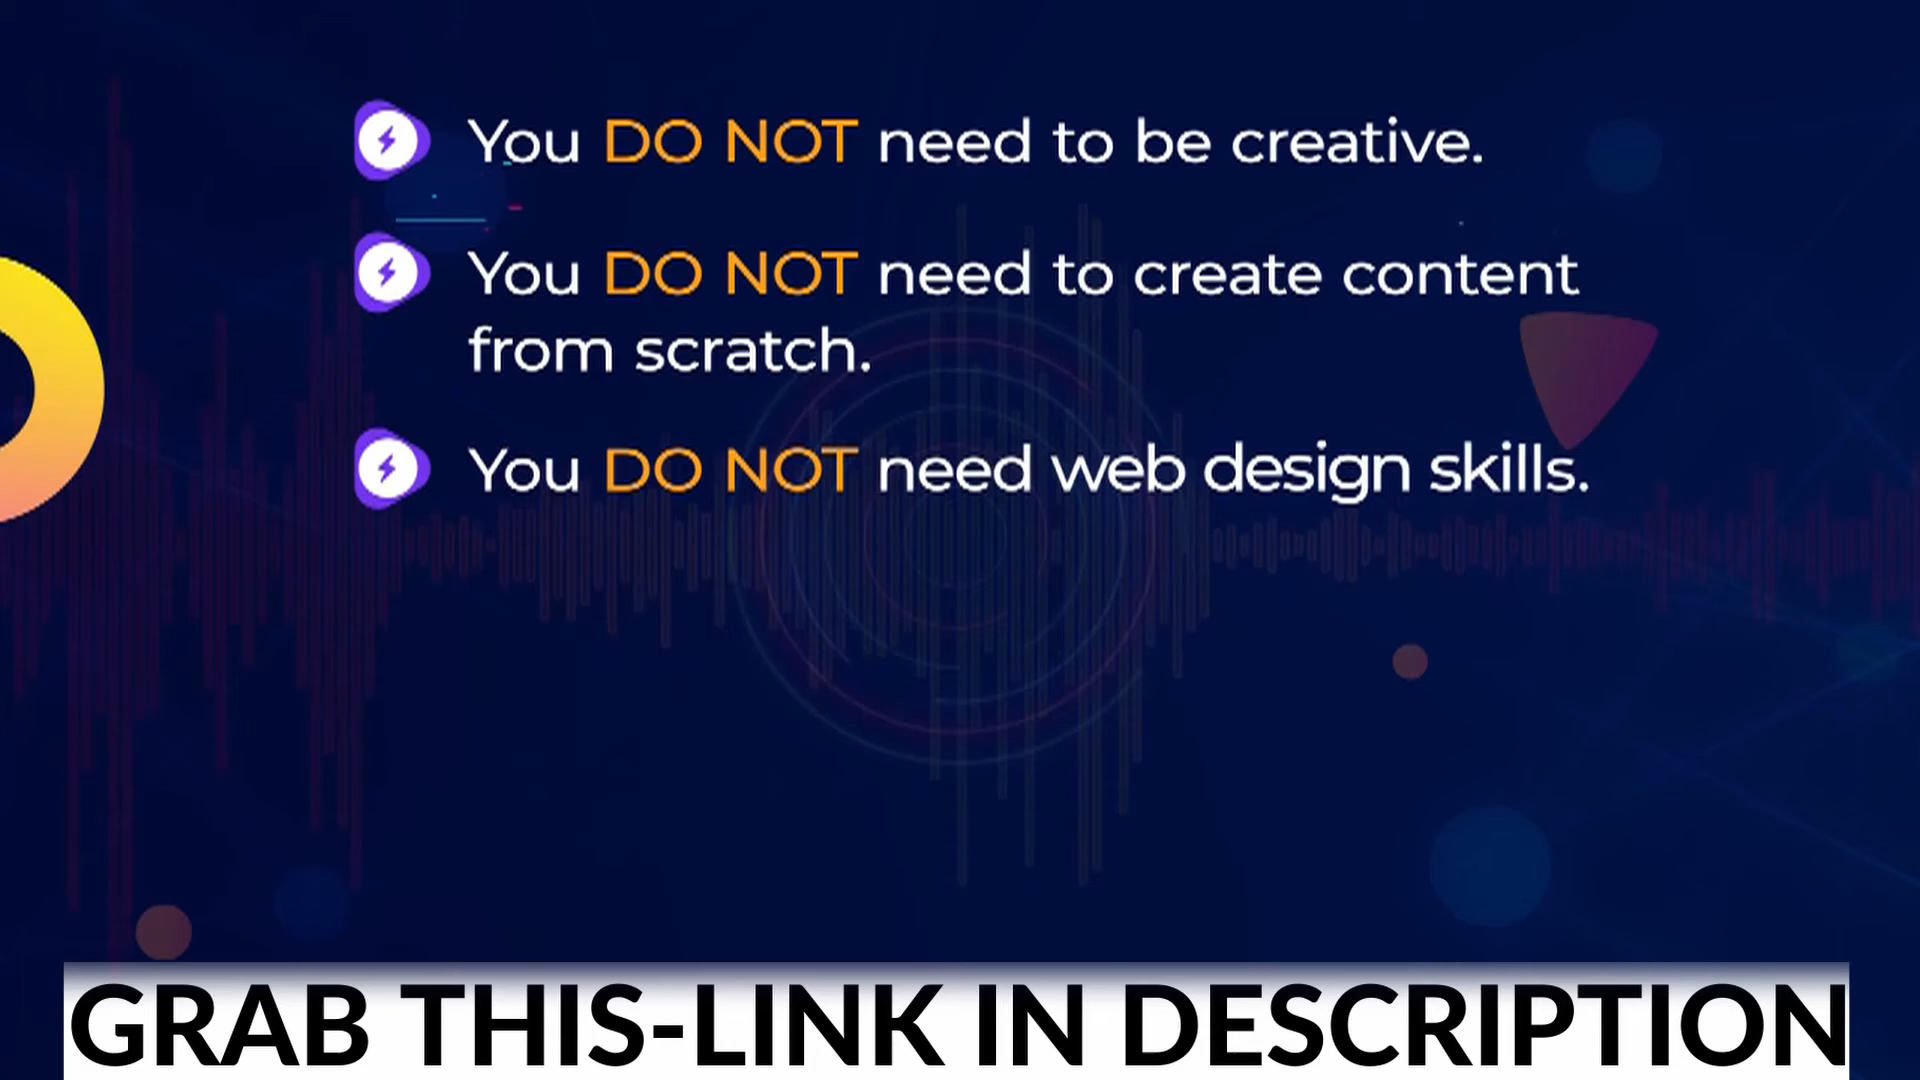 You DO NOT need to be creative.
You DO NOT need to create content
from scratch.
You DO NOT need web design skills.
GRAB THIS-LINK IN DESCRIPTION